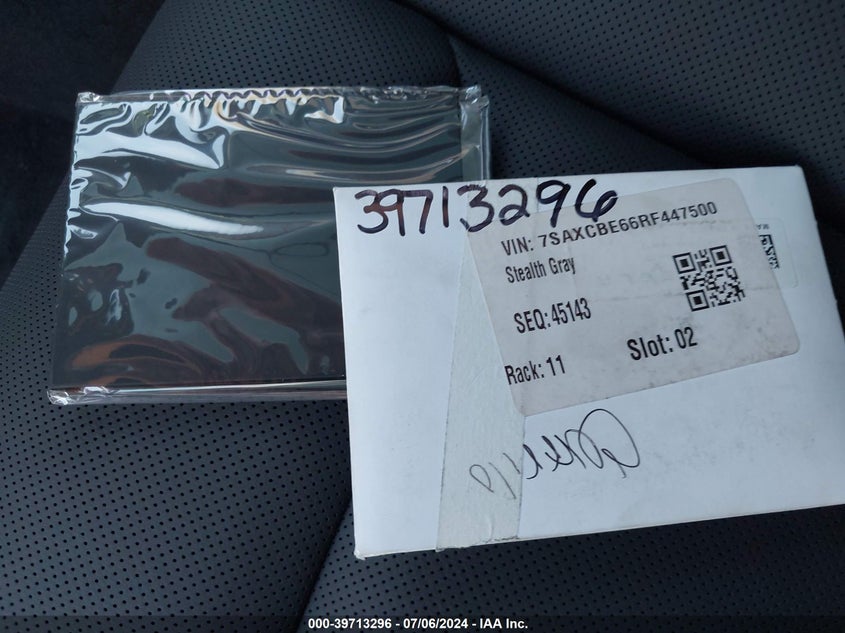 39713296
VIN: 7SAXCBE66RF447500
Stealth Gray
SEQ: 45143
Rack: 11
Slot: 02
000-39713296 - 07/06/2024 - IAA Inc.